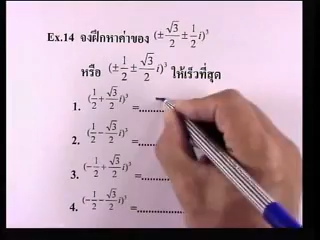 Ex.14 จงฝึกหาค่าของ (±√3/2 ± 1/2 i)³
หรือ (±1/2 ± √3/2 i)³ ให้เร็วที่สุด
1. (1/2 + √3/2 i)³ =..........
2. (1/2 - √3/2 i)³ =..........
3. (-1/2 + √3/2 i)³ =..........
4. (-1/2 - √3/2 i)³ =..........